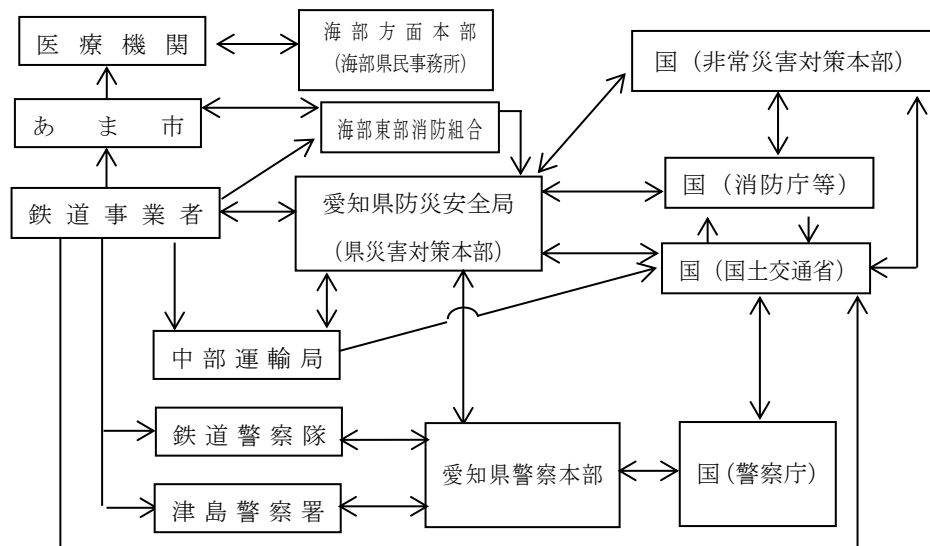 医療機関
海部方面本部
（海部県民事務所）
国（非常災害対策本部）
あま市
海部東部消防組合
国（消防庁等）
鉄道事業者
愛知県防災安全局
（県災害対策本部）
国（国土交通省）
中部運輸局
鉄道警察隊
愛知県警察本部
国（警察庁）
津島警察署